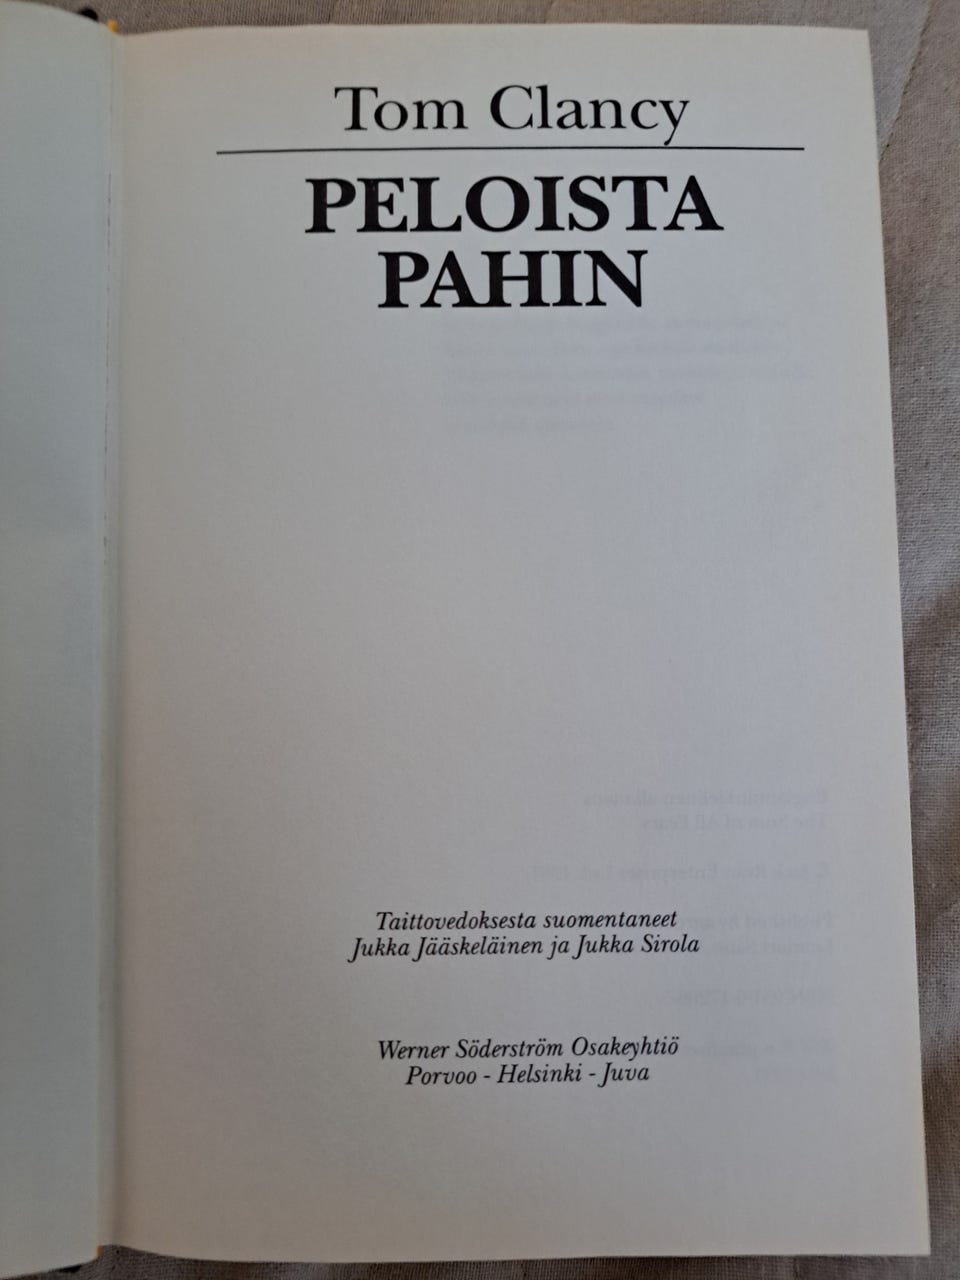 Tom Clancy
PELOISTA
PAHIN
Taittovedoksesta suomentaneet
Jukka Jääskeläinen ja Jukka Sirola
Werner Söderström Osakeyhtiö
Porvoo - Helsinki - Juva